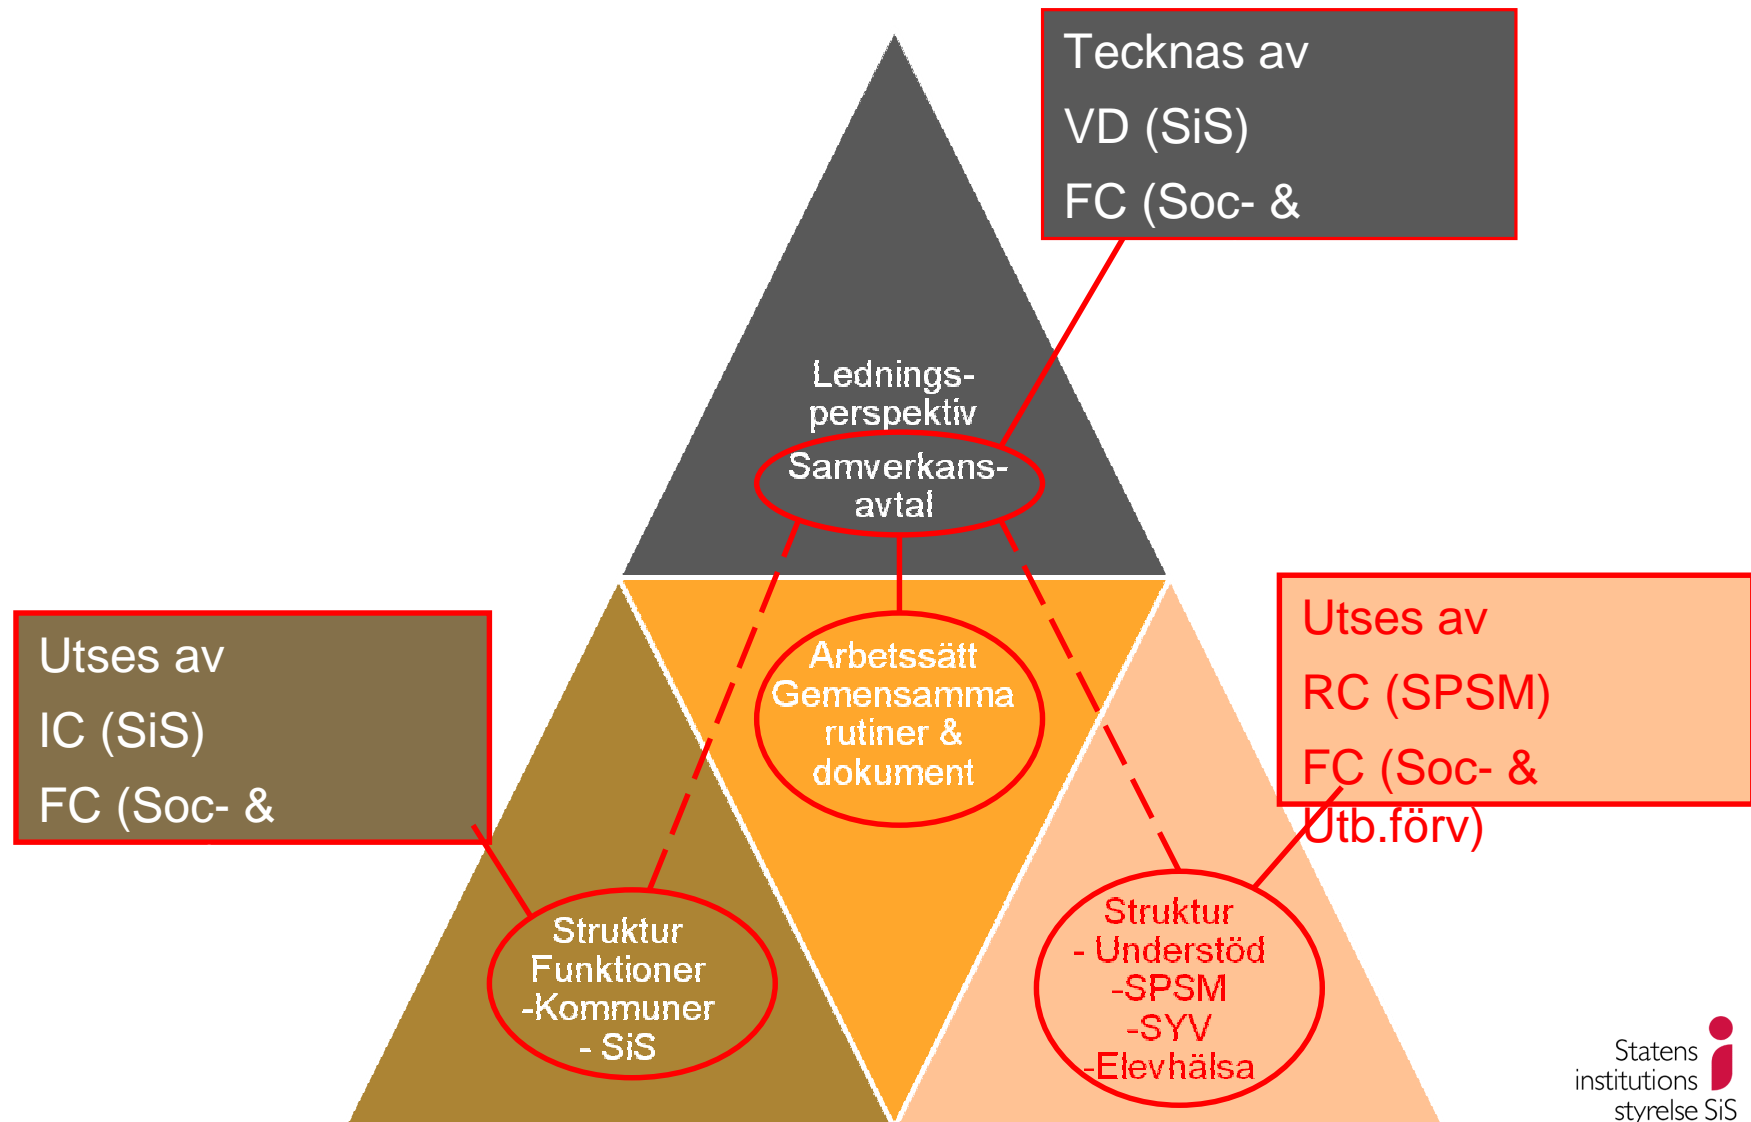 Tecknas av
VD (SiS)
FC (Soc- &
Lednings-
perspektiv
Samverkans-
avtal
Utses av
IC (SiS)
FC (Soc- &
Arbetssätt
Gemensamma
rutiner &
dokument
Utses av
RC (SPSM)
FC (Soc- &
Utb.förv)
Struktur
Funktioner
-Kommuner
- SiS
Struktur
- Understöd
-SPSM
-SYV
-Elevhälsa
Statens
institutions
styrelse SiS